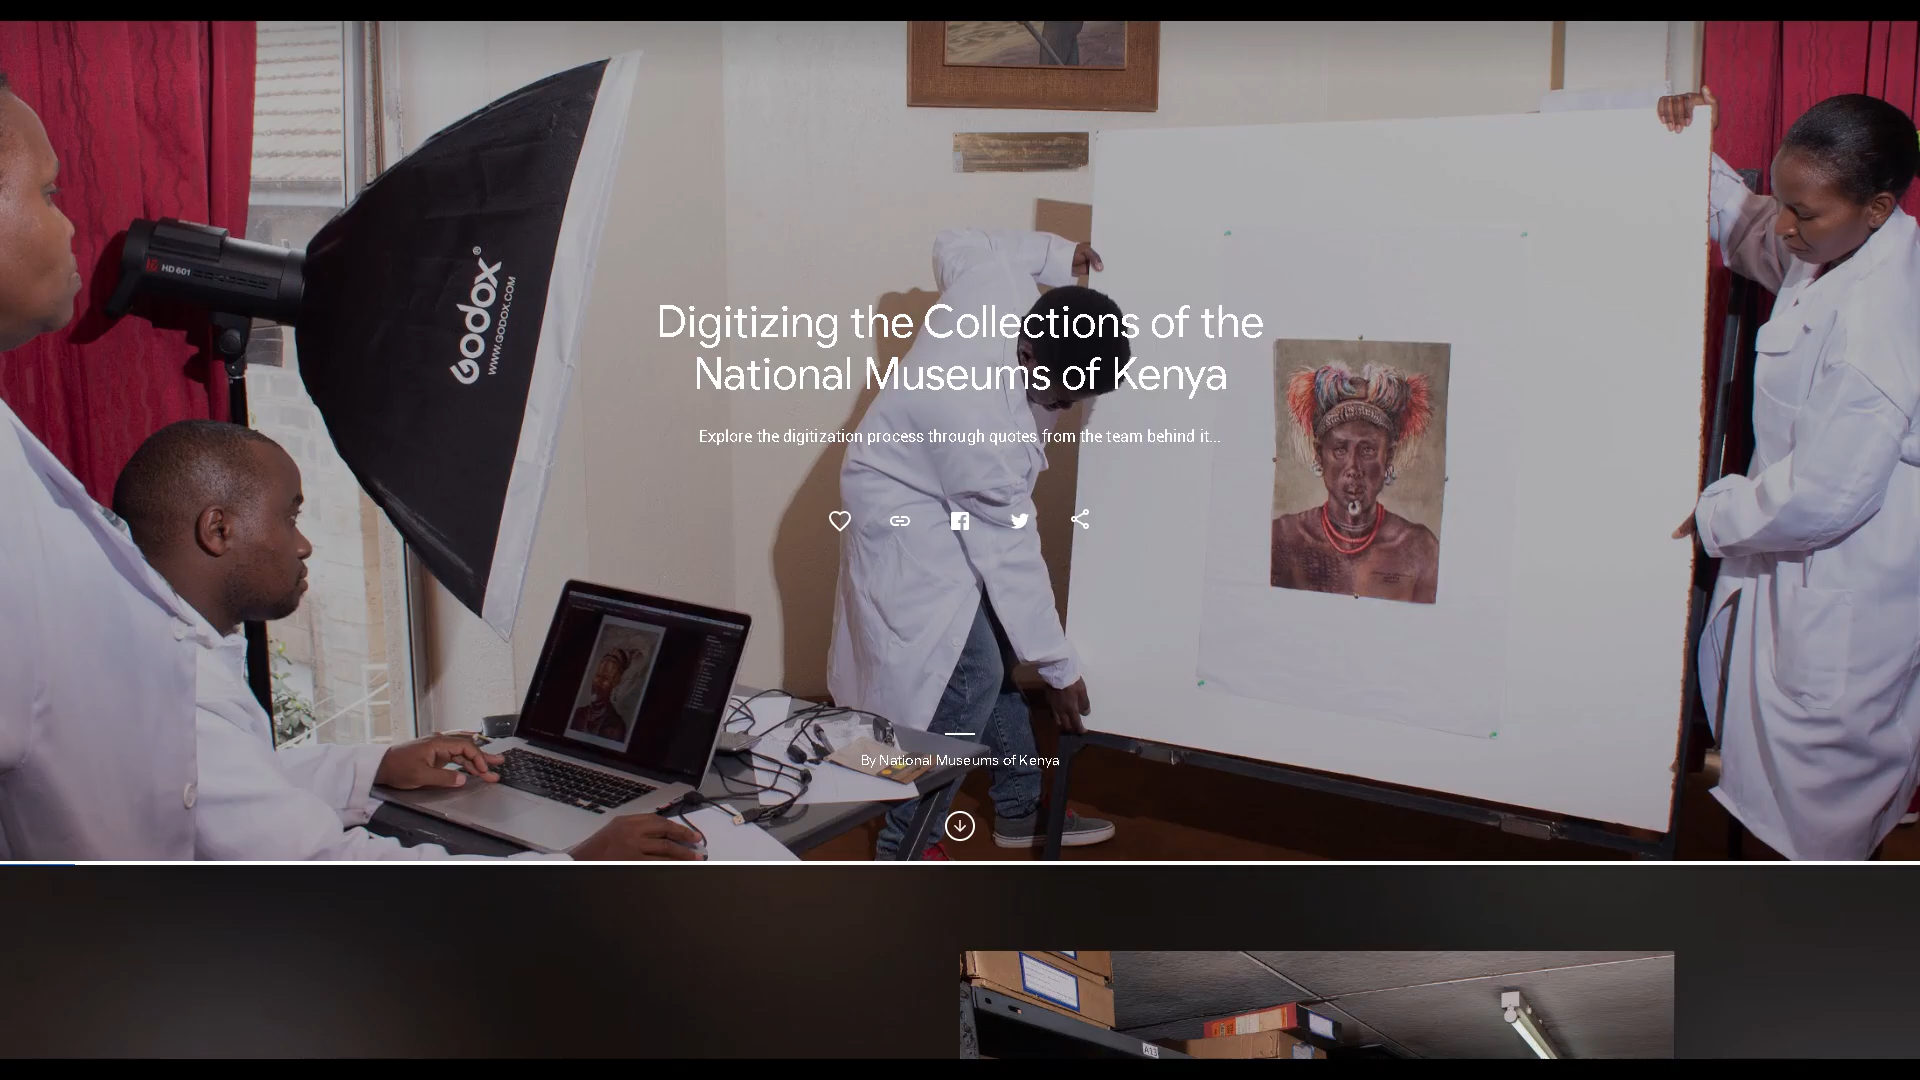 HD 601
Godox®
WWW.GODOX.COM
Digitizing the Collections of the
National Museums of Kenya
Explore the digitization process through quotes from the team behind it...
By National Museums of Kenya
A13